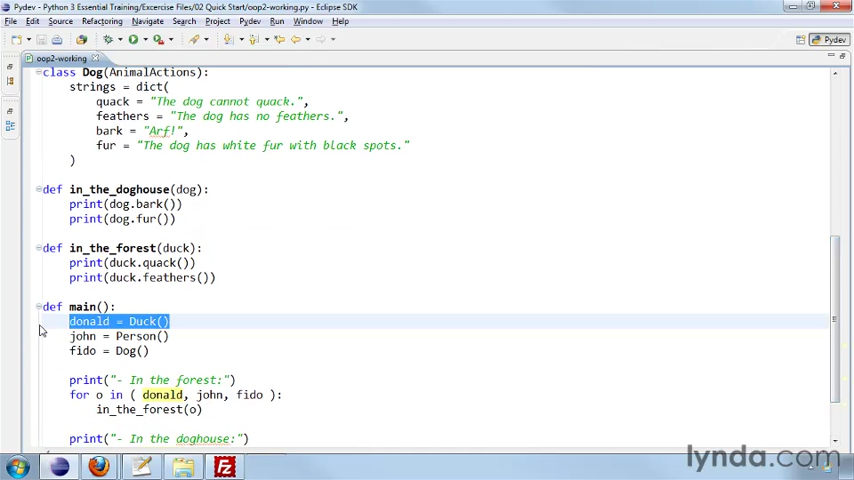 Pydev - Python 3 Essential Training/Excercise Files/02 Quick Start/oop2-working.py - Eclipse SDK
File Edit Source Refactoring Navigate Search Project Pydev Run Window Help
Pydev
oop2-working
class Dog(AnimalActions):
strings = dict(
quack = "The dog cannot quack.",
feathers = "The dog has no feathers.",
bark = "Arf!",
fur = "The dog has white fur with black spots."
)
def in_the_doghouse(dog):
print(dog.bark())
print(dog.fur())
def in_the_forest(duck):
print(duck.quack())
print(duck.feathers())
def main():
donald = Duck()
john = Person()
fido = Dog()
print("- In the forest:")
for o in ( donald, john, fido ):
in_the_forest(o)
print("- In the doghouse:")
lynda.com